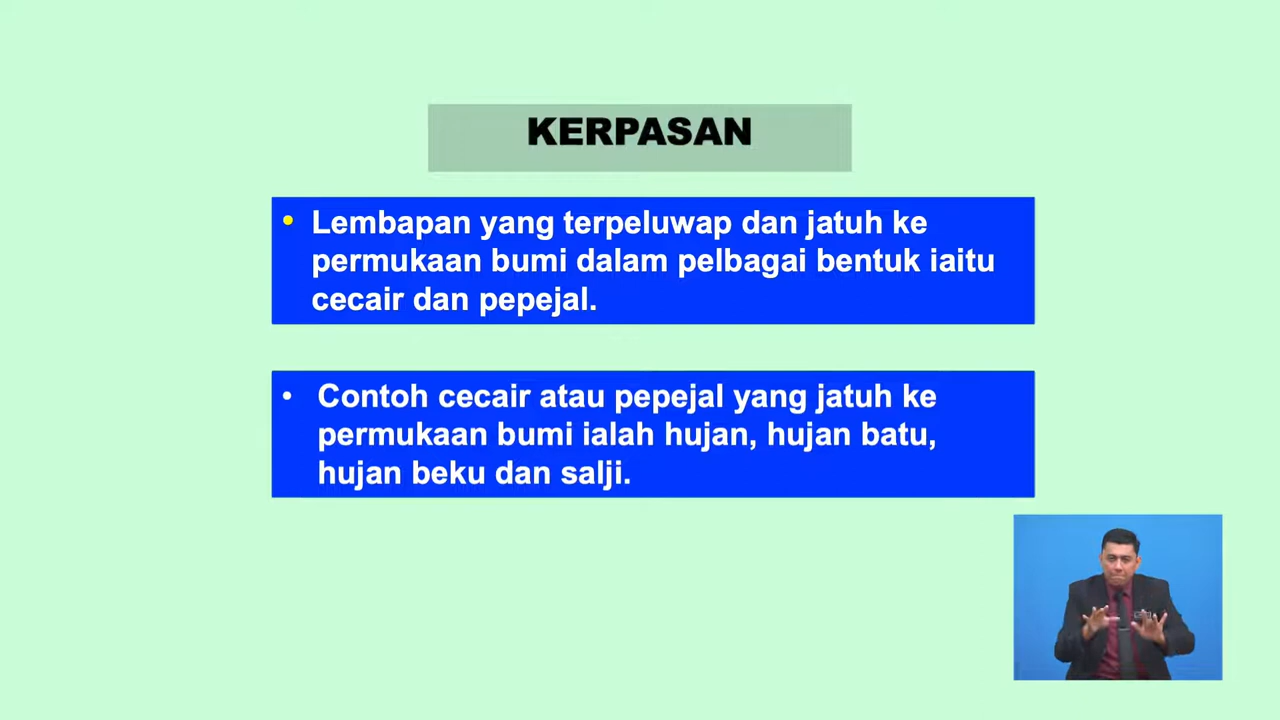 KERPASAN
• Lembapan yang terpeluwap dan jatuh ke
permukaan bumi dalam pelbagai bentuk iaitu
cecair dan pepejal.
• Contoh cecair atau pepejal yang jatuh ke
permukaan bumi ialah hujan, hujan batu,
hujan beku dan salji.